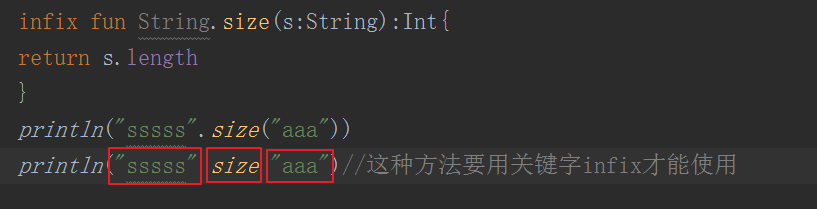 infix fun String.size(s:String):Int{
return s.length
}
println("sssss".size("aaa"))
println("sssss" size "aaa")//这种方法要用关键字infix才能使用